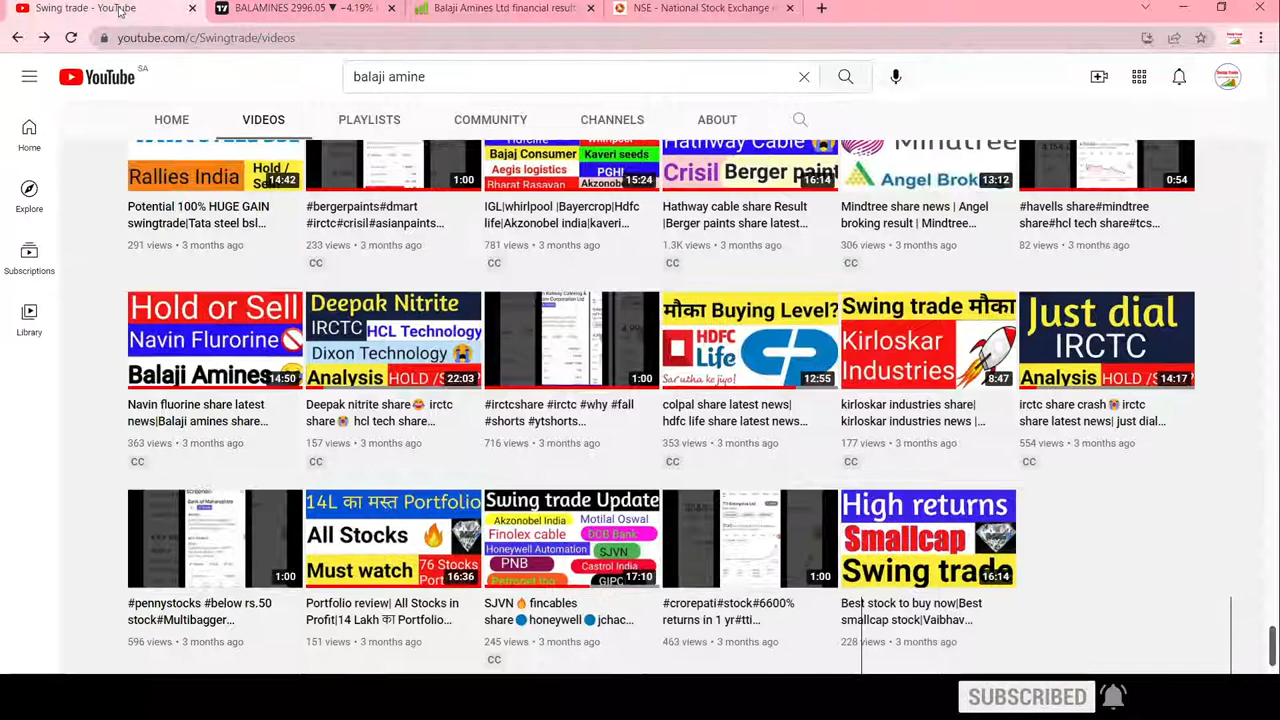 Swing trade - YouTube
BALAMINES 2996.05 ▼ −4.19%
Balaji Amines Ltd financial result
NSE - National Stock Exchange
youtube.com/c/Swingtrade/videos
YouTube SA
balaji amine
HOME VIDEOS PLAYLISTS COMMUNITY CHANNELS ABOUT
Home
Explore
Subscriptions
Library
Rallies India
Hold /
14:42
1:00
Whirlpool
Bajaj Consumer Kaveri seeds
Aegis logistics PGHL
Bharat Rasayan Akzonobel
15:24
Hathway Cable
Crisil Berger pain
16:14
Mindtree
Angel Brok
13:12
0:54
Potential 100% HUGE GAIN
swingtrade|Tata steel bsl...
291 views • 3 months ago
#bergerpaints#dmart
#irctc#crisil#asianpaints...
233 views • 3 months ago
CC
IGL|whirlpool |Bayercrop|Hdfc
life|Akzonobel india|kaveri...
781 views • 3 months ago
CC
Hathway cable share Result
|Berger paints share latest...
1.3K views • 3 months ago
CC
Mindtree share news | Angel
broking result | Mindtree...
306 views • 3 months ago
CC
#havells share#mindtree
share#hcl tech share#tcs...
82 views • 3 months ago
Hold or Sell
Navin Flurorine
Balaji Amines
14:50
Deepak Nitrite
IRCTC HCL Technology
Dixon Technology
Analysis HOLD /S
22:03
1:00
मौका Buying Level?
HDFC
Life
Sar utha ke jiyo!
12:55
Swing trade मौका
Kirloskar
Industries
8:47
Just dial
IRCTC
Analysis HOLD /S
14:17
Navin fluorine share latest
news|Balaji amines share...
363 views • 3 months ago
CC
Deepak nitrite share😂 irctc
share😭 hcl tech share...
157 views • 3 months ago
CC
#irctcshare #irctc #why #fall
#shorts #ytshorts...
716 views • 3 months ago
colpal share latest news|
hdfc life share latest news...
353 views • 3 months ago
CC
kirloskar industries share|
kirloskar industries news |...
177 views • 3 months ago
irctc share crash😭irctc
share latest news| just dial...
554 views • 3 months ago
CC
Bank of Maharashtra
1:00
14L का मस्त Portfolio
All Stocks
Must watch
76 Stocks
16:36
Swing trade Update
Akzonobel India Motilal Oswal
Finolex cable DCB Bank
Honeywell Automation SJVN
PNB Castrol India
17:10
1:00
High returns
Smallcap
Swing trade
16:14
#pennystocks #below rs.50
stock#Multibagger...
596 views • 3 months ago
Portfolio review| All Stocks in
Profit|14 Lakh का Portfolio...
151 views • 3 months ago
SJVN🔥fincables
share🔵honeywell🔵jchac...
245 views • 3 months ago
CC
#crorepati#stock#6600%
returns in 1 yr#tti...
463 views • 3 months ago
Best stock to buy now|Best
smallcap stock|Vaibhav...
228 views • 3 months ago
SUBSCRIBED